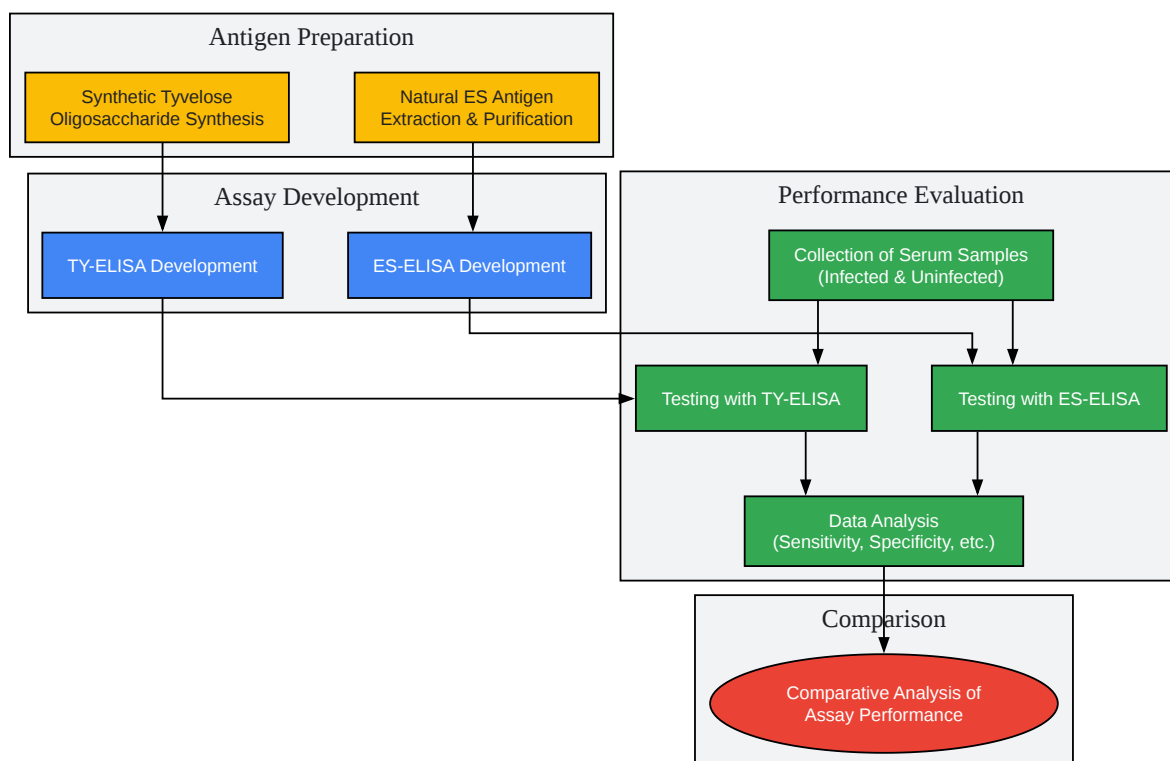 Antigen Preparation
Synthetic Tyvelose
Oligosaccharide Synthesis
Natural ES Antigen
Extraction & Purification
Assay Development
TY-ELISA Development
ES-ELISA Development
Performance Evaluation
Collection of Serum Samples
(Infected & Uninfected)
Testing with TY-ELISA
Testing with ES-ELISA
Data Analysis
(Sensitivity, Specificity, etc.)
Comparison
Comparative Analysis of
Assay Performance